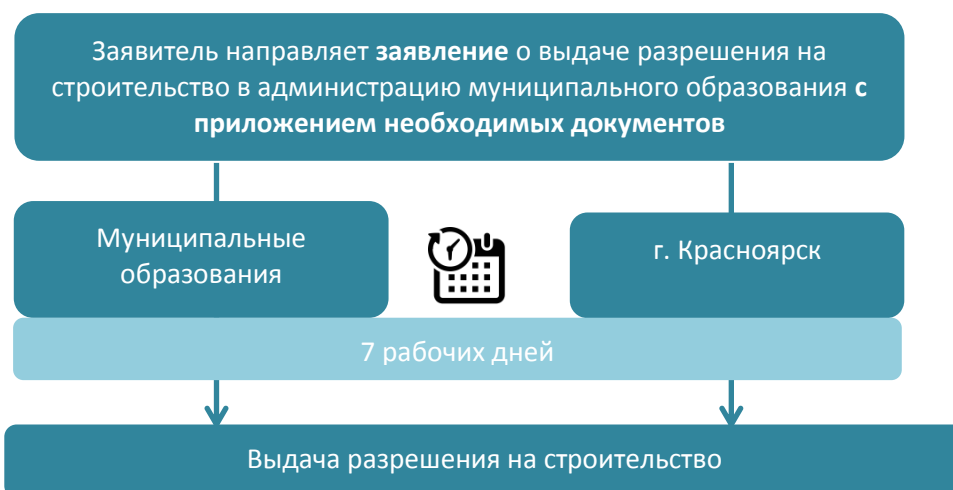 Заявитель направляет заявление о выдаче разрешения на
строительство в администрацию муниципального образования с
приложением необходимых документов
Муниципальные
образования
г. Красноярск
7 рабочих дней
Выдача разрешения на строительство